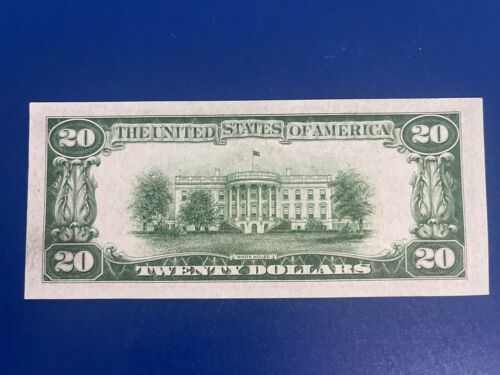 20 THE UNITED STATES OF AMERICA 20
WHITE HOUSE
20 TWENTY DOLLARS 20